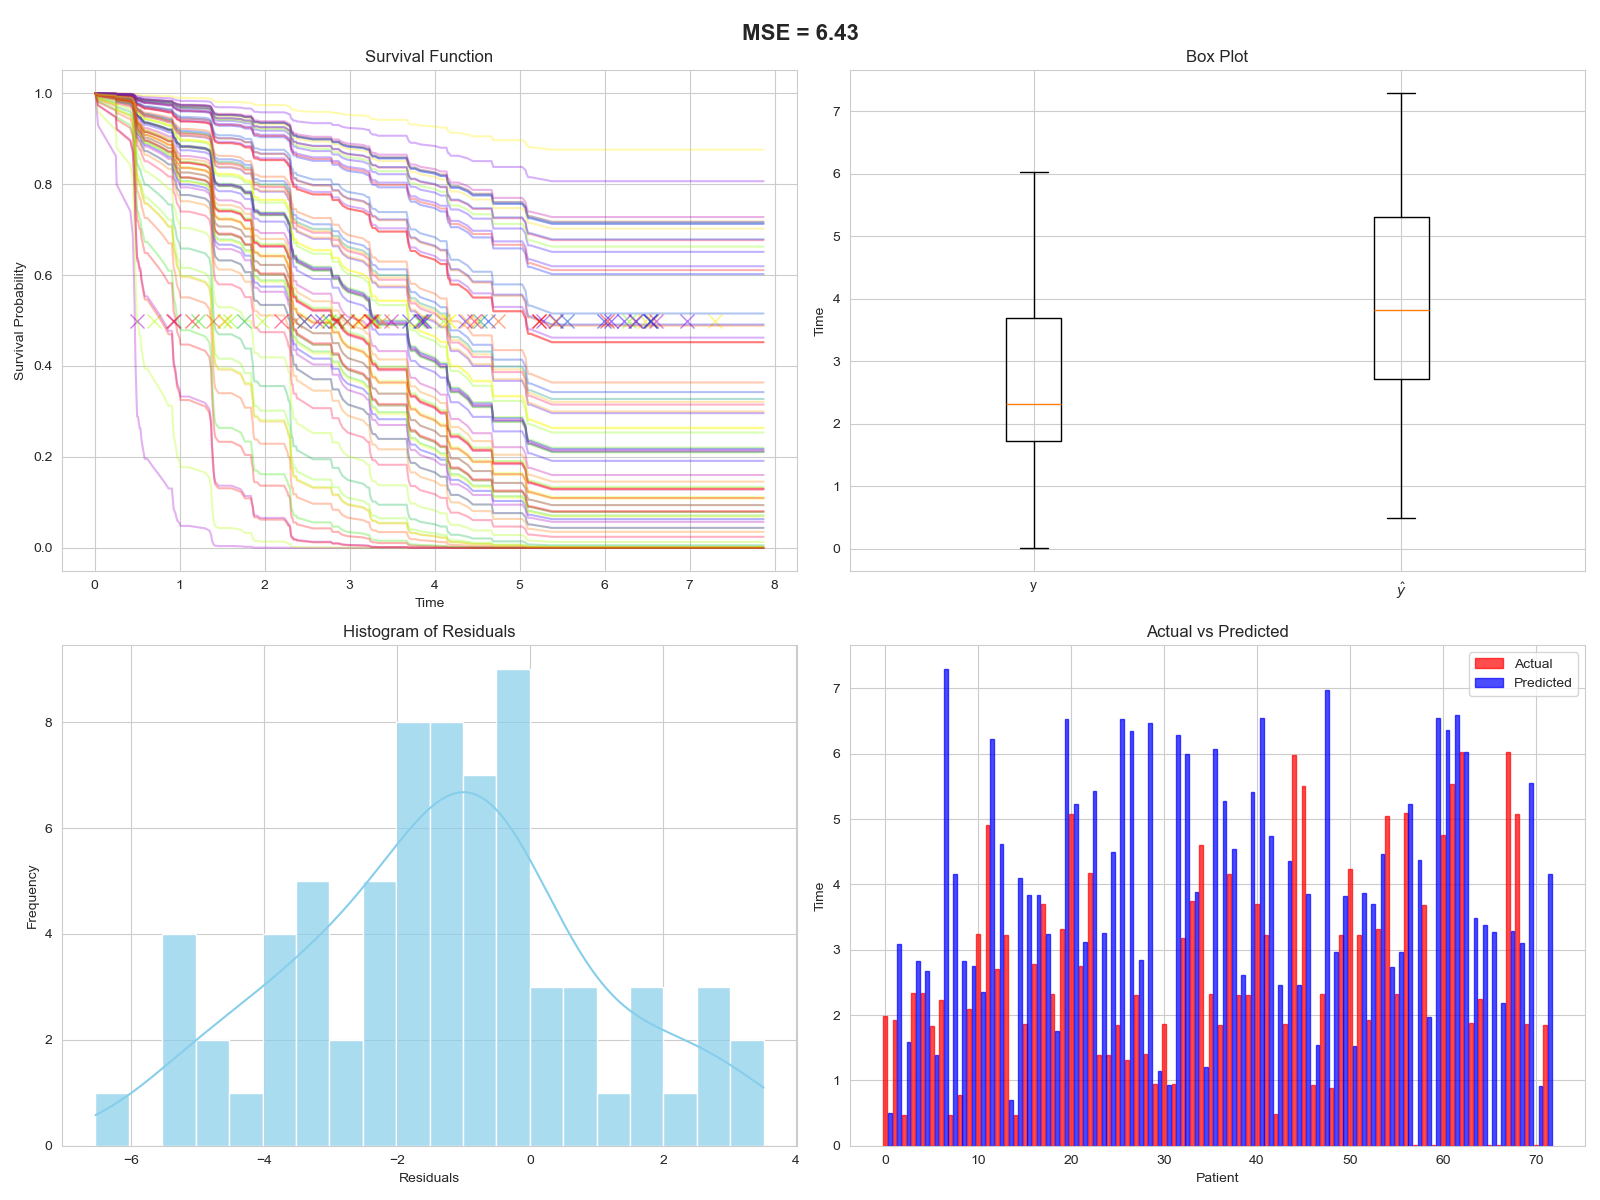 MSE = 6.43
Survival Function
Survival Probability
1.0
0.8
0.6
0.4
0.2
0.0
0 1 2 3 4 5 6 7 8
Time
Box Plot
Time
7
6
5
4
3
2
1
0
y ŷ
Histogram of Residuals
Frequency
8
6
4
2
0
−6 −4 −2 0 2 4
Residuals
Actual vs Predicted
Actual
Predicted
Time
7
6
5
4
3
2
1
0
0 10 20 30 40 50 60 70
Patient